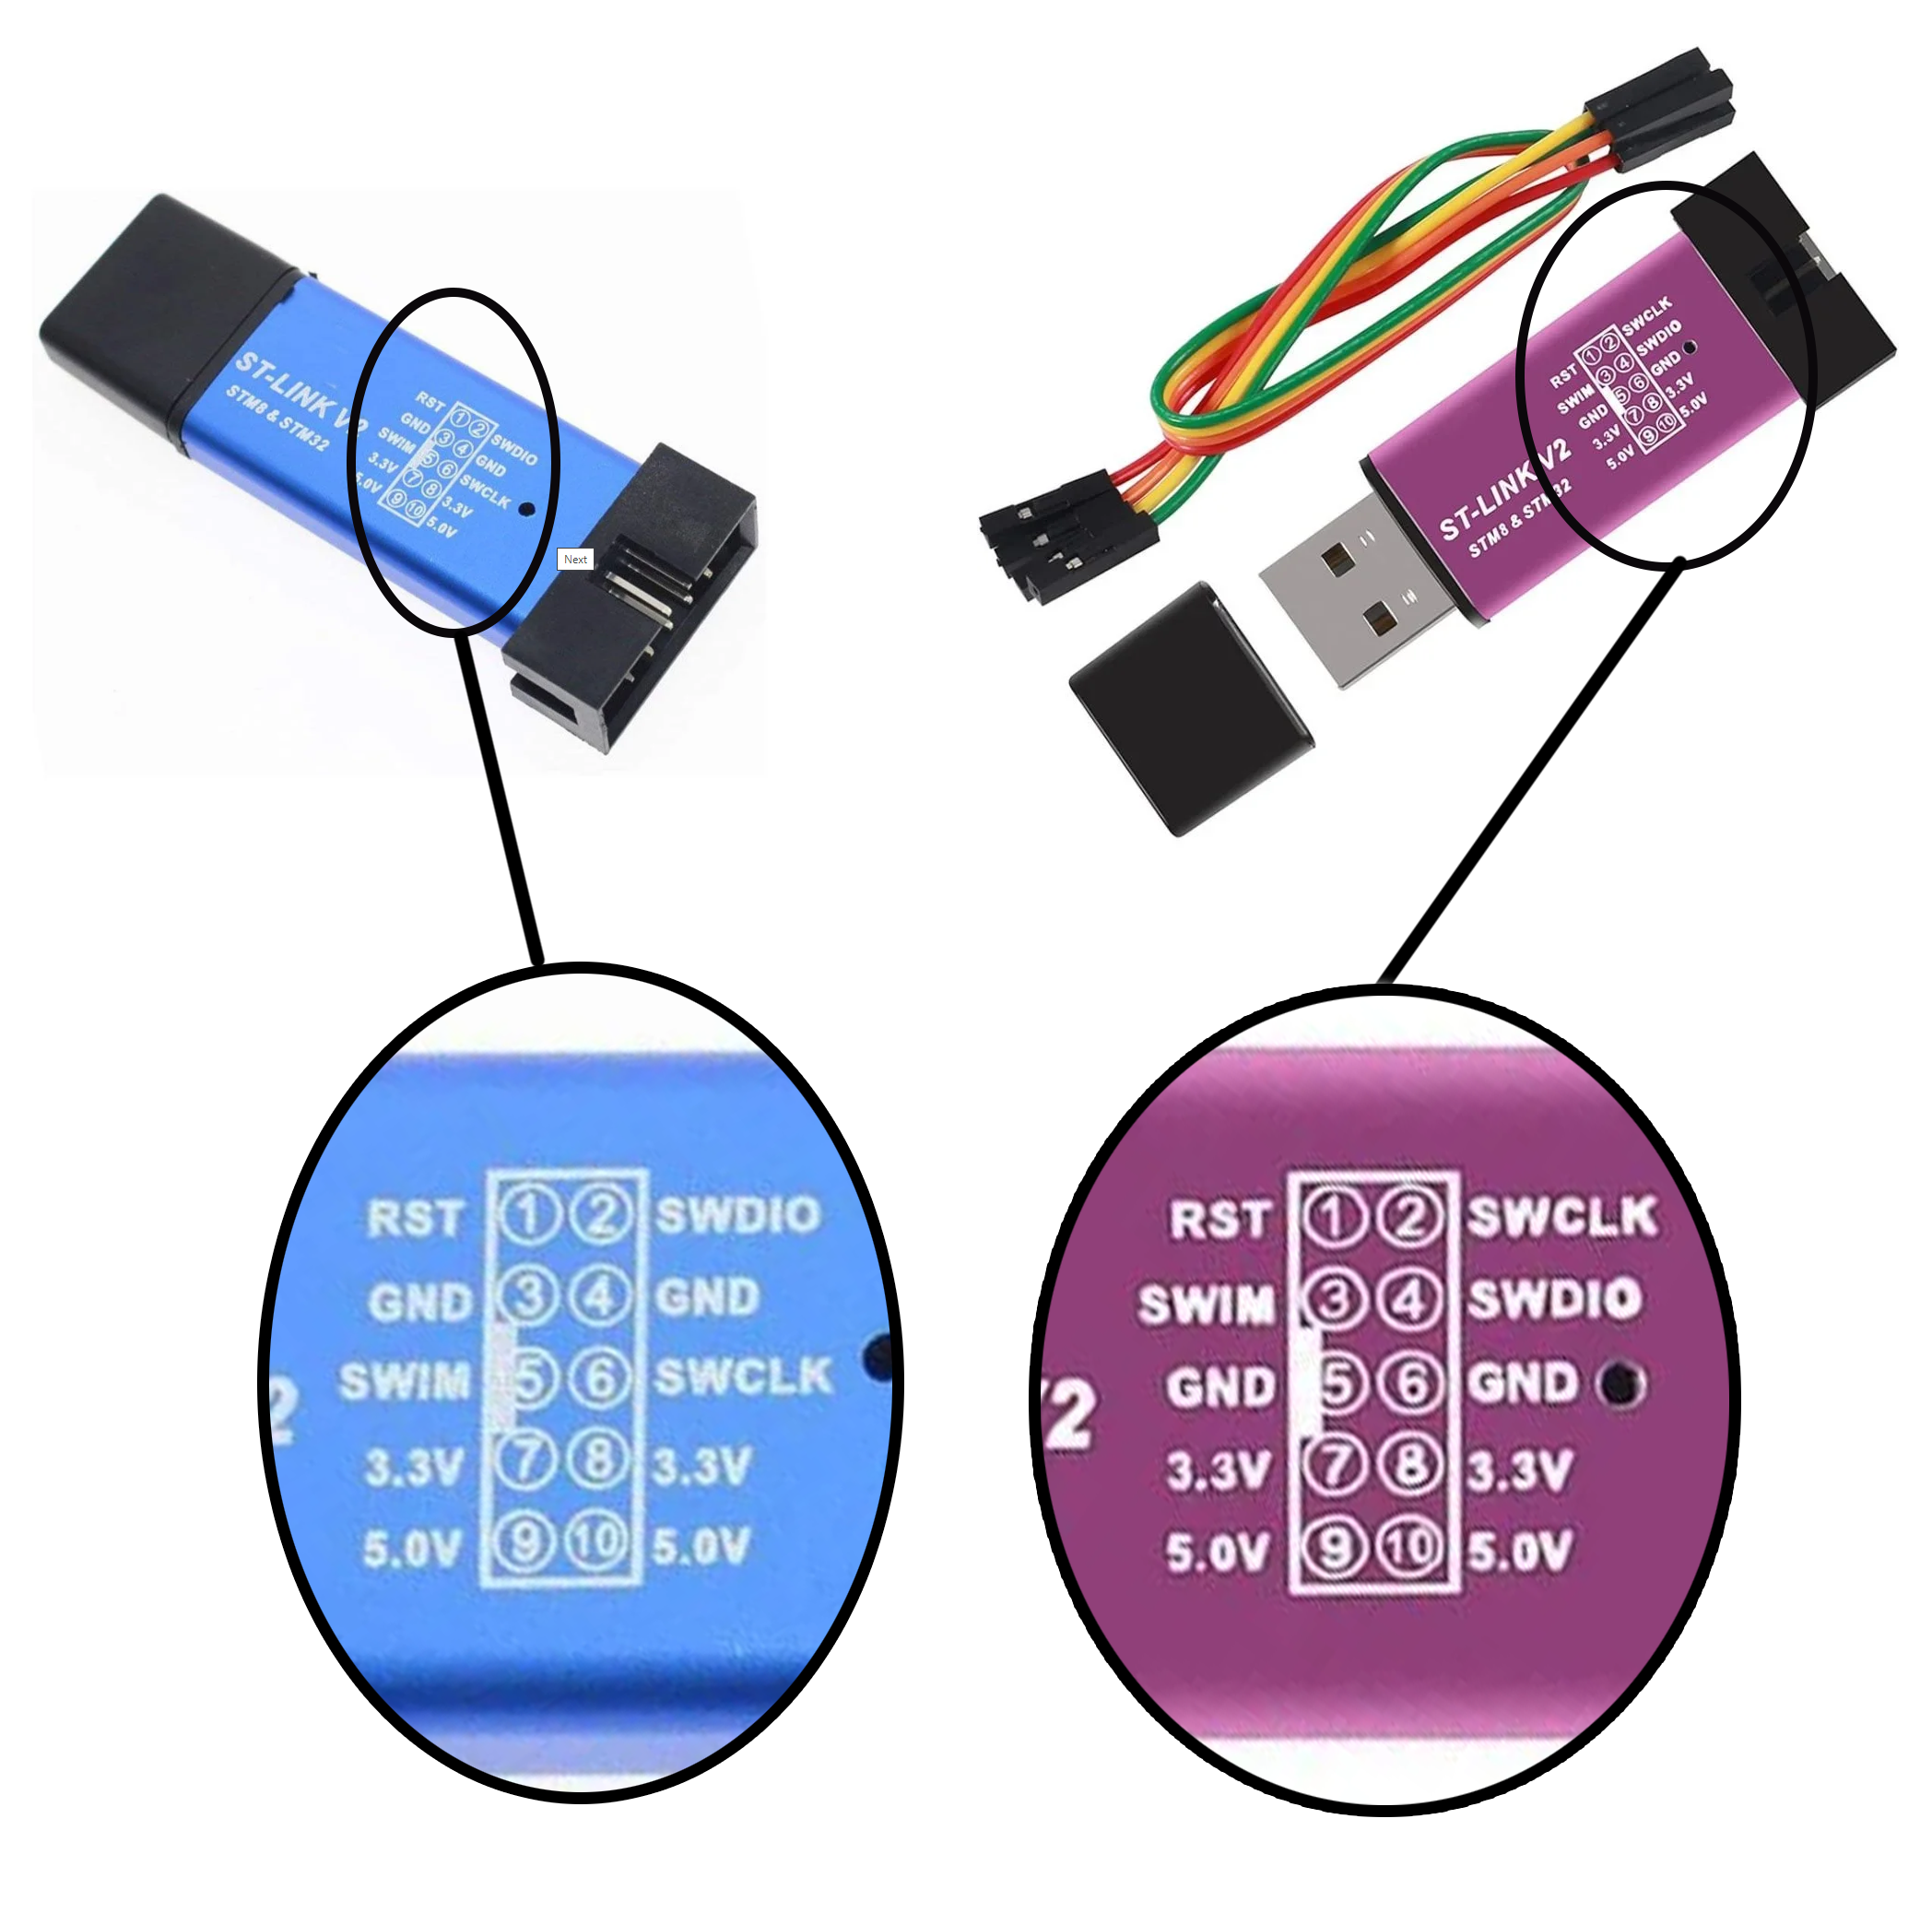 ST-LINK V2
STM8 & STM32
RST ① ② SWDIO
GND ③ ④ GND
SWIM ⑤ ⑥ SWCLK
3.3V ⑦ ⑧ 3.3V
5.0V ⑨ ⑩ 5.0V
Next
ST-LINK V2
STM8 & STM32
RST ① ② SWCLK
SWIM ③ ④ SWDIO
GND ⑤ ⑥ GND
3.3V ⑦ ⑧ 3.3V
5.0V ⑨ ⑩ 5.0V
2
RST ① ② SWDIO
GND ③ ④ GND
SWIM ⑤ ⑥ SWCLK
3.3V ⑦ ⑧ 3.3V
5.0V ⑨ ⑩ 5.0V
V2
RST ① ② SWCLK
SWIM ③ ④ SWDIO
GND ⑤ ⑥ GND
3.3V ⑦ ⑧ 3.3V
5.0V ⑨ ⑩ 5.0V